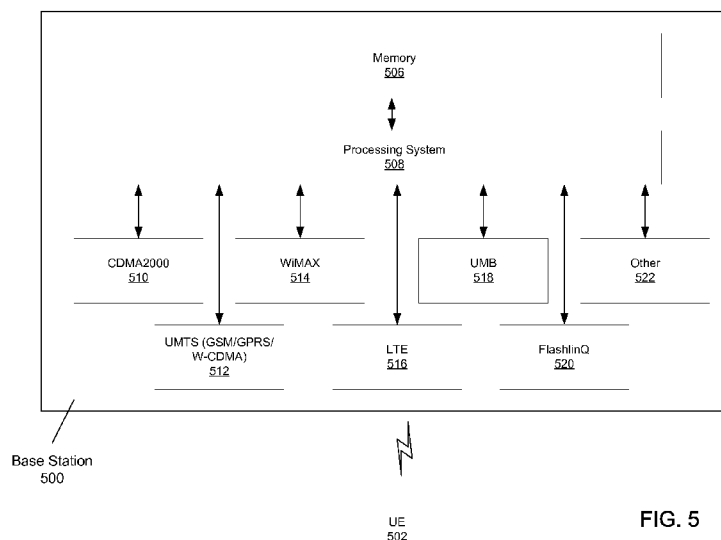 Memory
506
Processing System
508
CDMA2000
510
WiMAX
514
UMB
518
Other
522
UMTS (GSM/GPRS/
W-CDMA)
512
LTE
516
FlashlinQ
520
Base Station
500
UE
502
FIG. 5